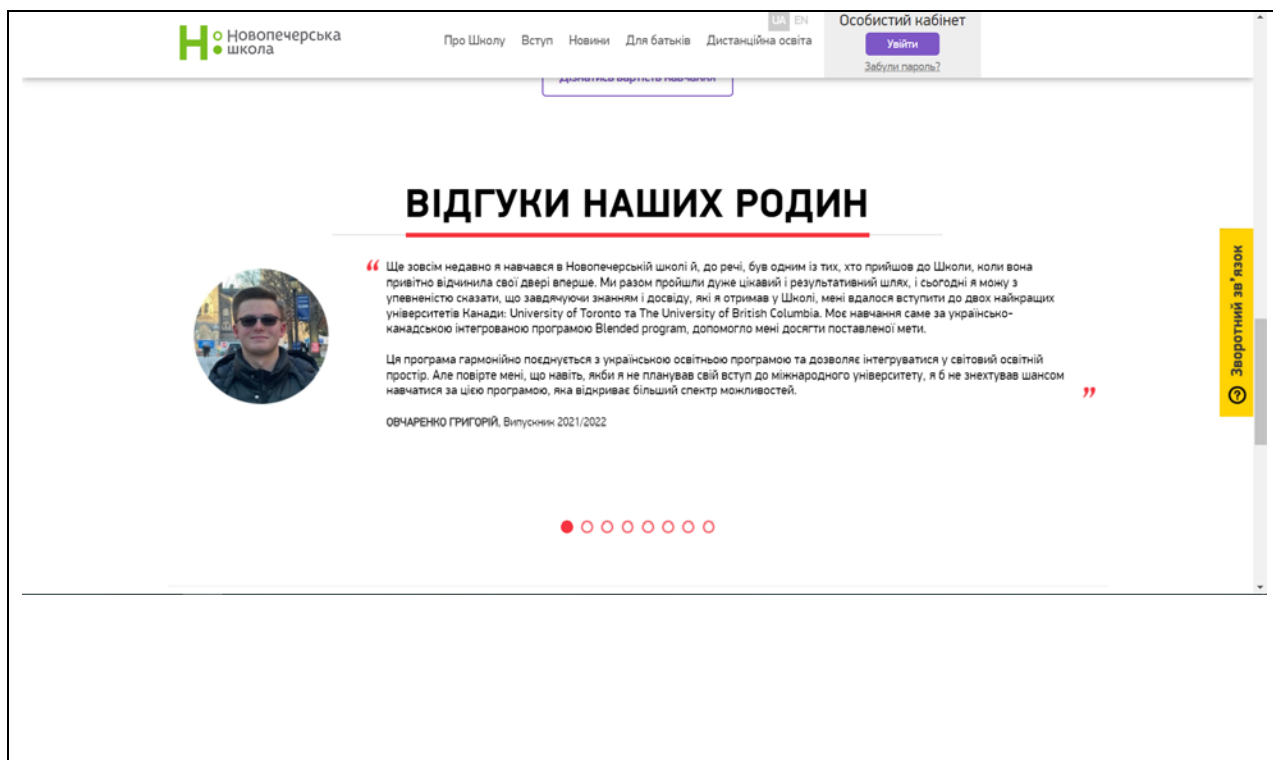 UA EN
Новопечерська
школа
Про Школу Вступ Новини Для батьків Дистанційна освіта
Особистий кабінет
Увійти
Забули пароль?
Дізнатись вартість навчання
ВІДГУКИ НАШИХ РОДИН
“ Ще зовсім недавно я навчався в Новопечерській школі й, до речі, був одним із тих, хто прийшов до Школи, коли вона
привітно відчинила свої двері вперше. Ми разом пройшли дуже цікавий і результативний шлях, і сьогодні я можу з
упевненістю сказати, що завдячуючи знанням і досвіду, які я отримав у Школі, мені вдалося вступити до двох найкращих
університетів Канади: University of Toronto та The University of British Columbia. Моє навчання саме за українсько-
канадською інтегрованою програмою Blended program, допомогло мені досягти поставленої мети.
Ця програма гармонійно поєднується з українською освітньою програмою та дозволяє інтегруватися у світовий освітній
простір. Але повірте мені, що навіть, якби я не планував свій вступ до міжнародного університету, я б не знехтував шансом
навчатися за цією програмою, яка відкриває більший спектр можливостей. ”
ОВЧАРЕНКО ГРИГОРІЙ, Випускник 2021/2022
Зворотний зв'язок